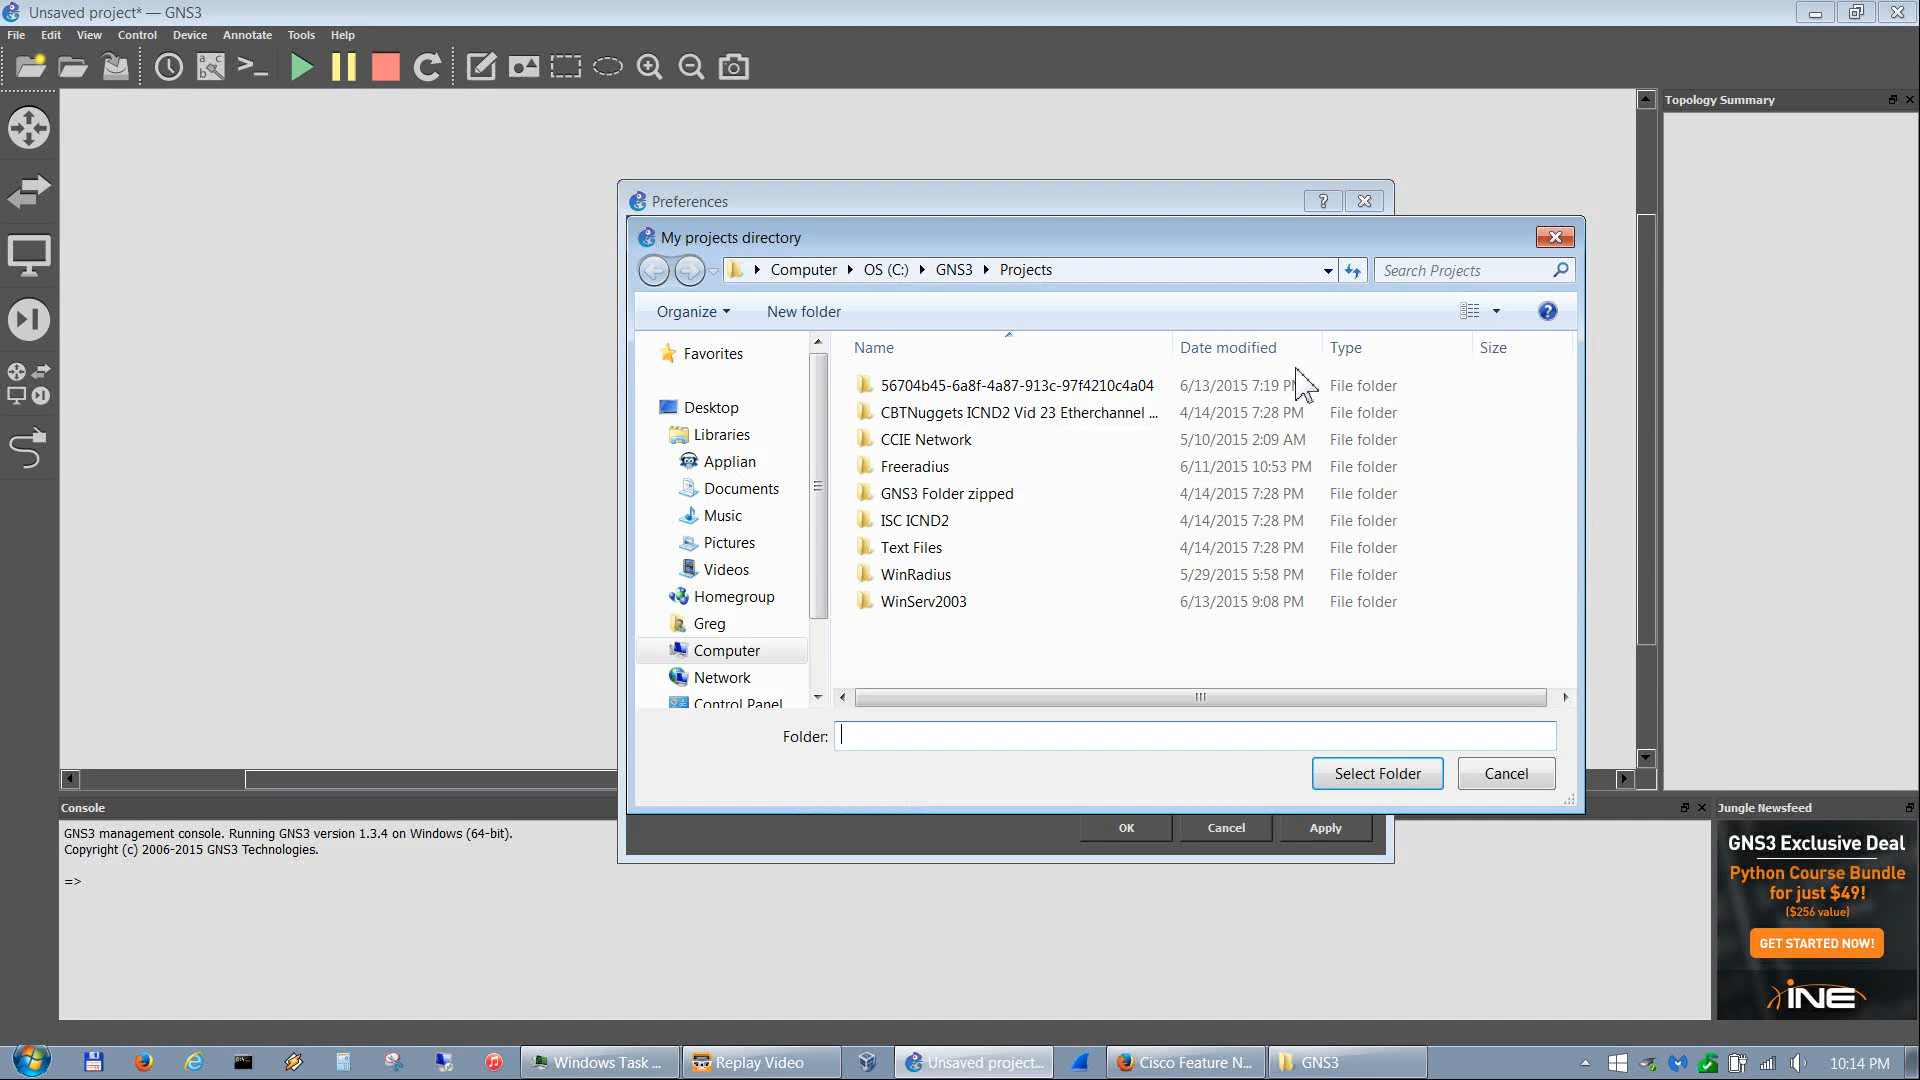 Unsaved project* — GNS3
File Edit View Control Device Annotate Tools Help
Topology Summary
Preferences
My projects directory
Computer OS (C:) GNS3 Projects
Search Projects
Organize New folder
Name Date modified Type Size
Favorites
Desktop
Libraries
Applian
Documents
Music
Pictures
Videos
Homegroup
Greg
Computer
Network
Control Panel
56704b45-6a8f-4a87-913c-97f4210c4a04 6/13/2015 7:19 PM File folder
CBTNuggets ICND2 Vid 23 Etherchannel ... 4/14/2015 7:28 PM File folder
CCIE Network 5/10/2015 2:09 AM File folder
Freeradius 6/11/2015 10:53 PM File folder
GNS3 Folder zipped 4/14/2015 7:28 PM File folder
ISC ICND2 4/14/2015 7:28 PM File folder
Text Files 4/14/2015 7:28 PM File folder
WinRadius 5/29/2015 5:58 PM File folder
WinServ2003 6/13/2015 9:08 PM File folder
Folder:
Select Folder Cancel
OK Cancel Apply
Console
GNS3 management console. Running GNS3 version 1.3.4 on Windows (64-bit).
Copyright (c) 2006-2015 GNS3 Technologies.
=>
Jungle Newsfeed
GNS3 Exclusive Deal
Python Course Bundle
for just $49!
($256 value)
GET STARTED NOW!
INE
Windows Task ... Replay Video Unsaved project... Cisco Feature N... GNS3 10:14 PM